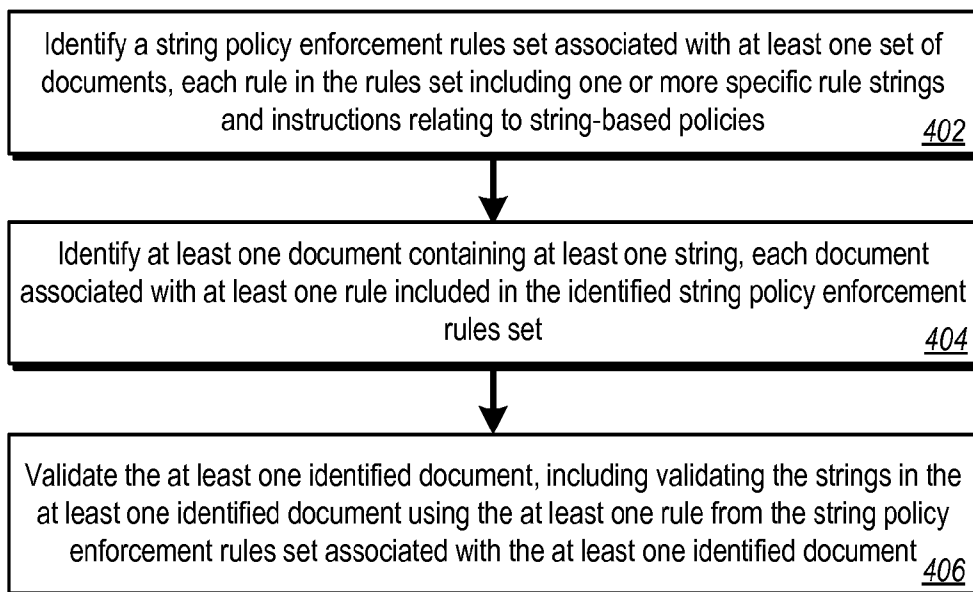 Identify a string policy enforcement rules set associated with at least one set of
documents, each rule in the rules set including one or more specific rule strings
and instructions relating to string-based policies
402
Identify at least one document containing at least one string, each document
associated with at least one rule included in the identified string policy enforcement
rules set
404
Validate the at least one identified document, including validating the strings in the
at least one identified document using the at least one rule from the string policy
enforcement rules set associated with the at least one identified document
406